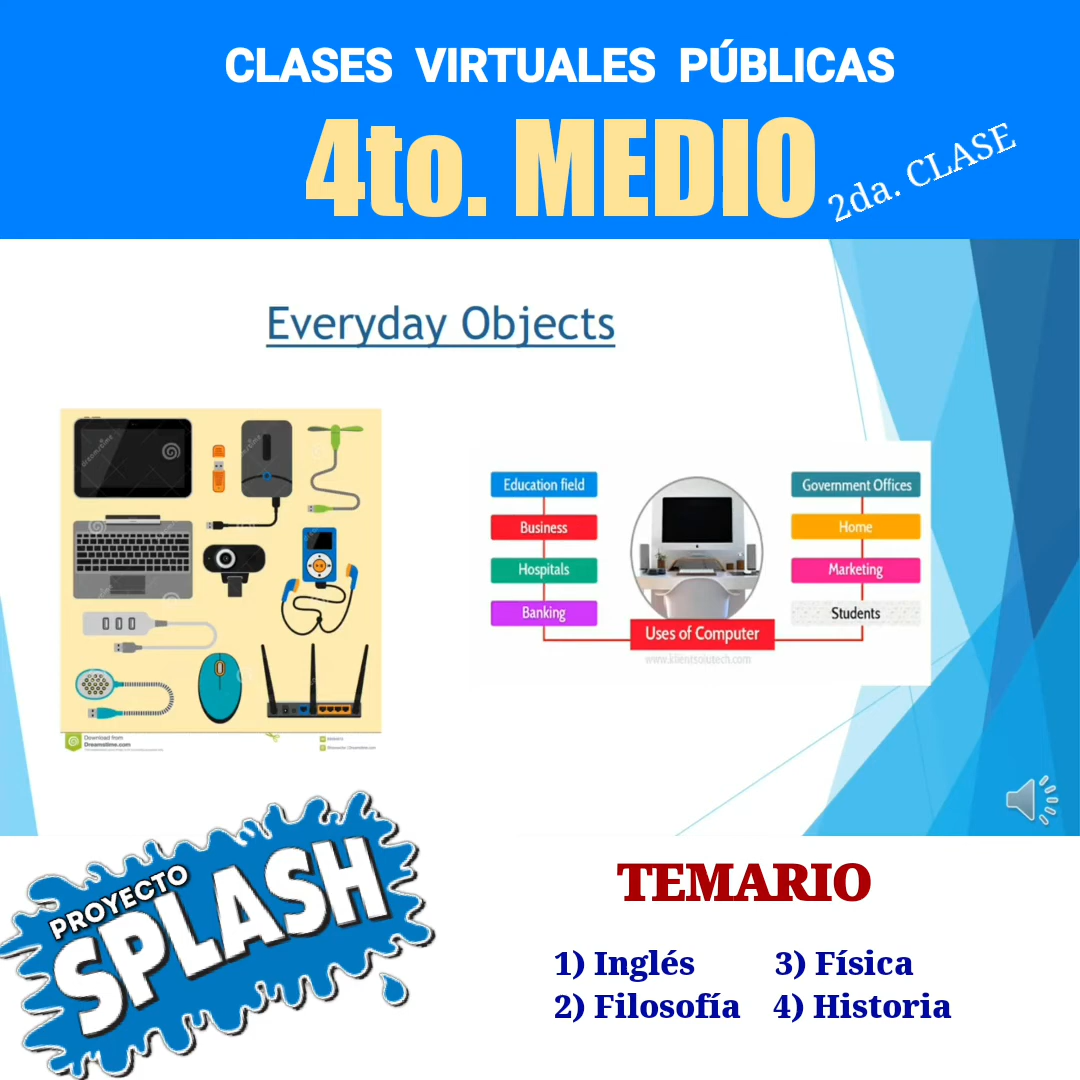 CLASES VIRTUALES PÚBLICAS
4to. MEDIO
2da. CLASE
Everyday Objects
Education field
Business
Hospitals
Banking
Government Offices
Home
Marketing
Students
Uses of Computer
www.klientsolutech.com
Download from
Dreamstime.com
PROYECTO
SPLASH
TEMARIO
1) Inglés
2) Filosofía
3) Física
4) Historia